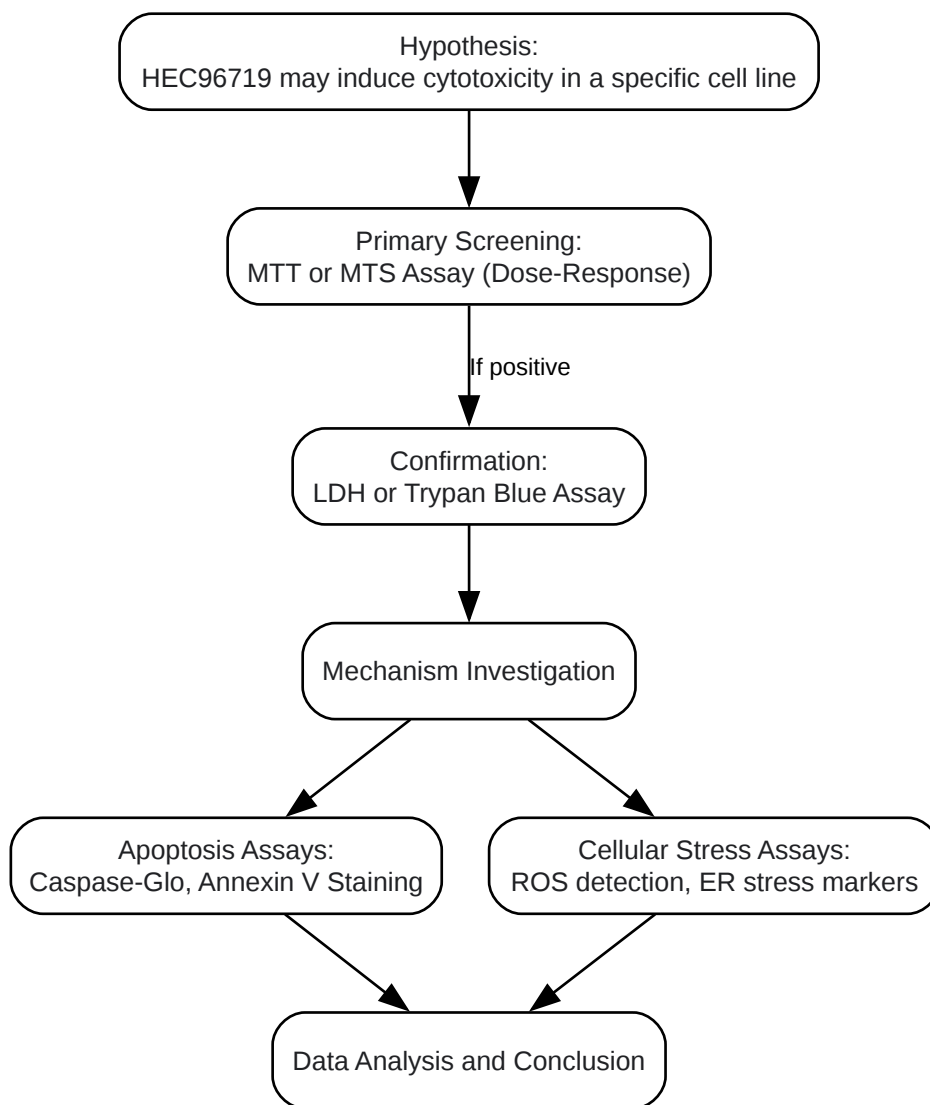 Hypothesis:
HEC96719 may induce cytotoxicity in a specific cell line
Primary Screening:
MTT or MTS Assay (Dose-Response)
If positive
Confirmation:
LDH or Trypan Blue Assay
Mechanism Investigation
Apoptosis Assays:
Caspase-Glo, Annexin V Staining
Cellular Stress Assays:
ROS detection, ER stress markers
Data Analysis and Conclusion